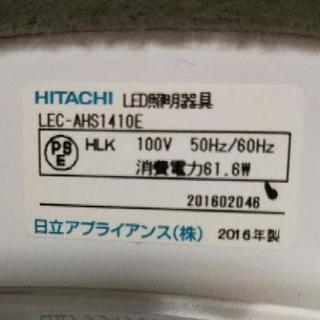 HITACHI LED照明器具
LEC-AHS1410E
PS E HLK 100V 50Hz/60Hz
消費電力61.6W
201602046
日立アプライアンス(株) 2016年製